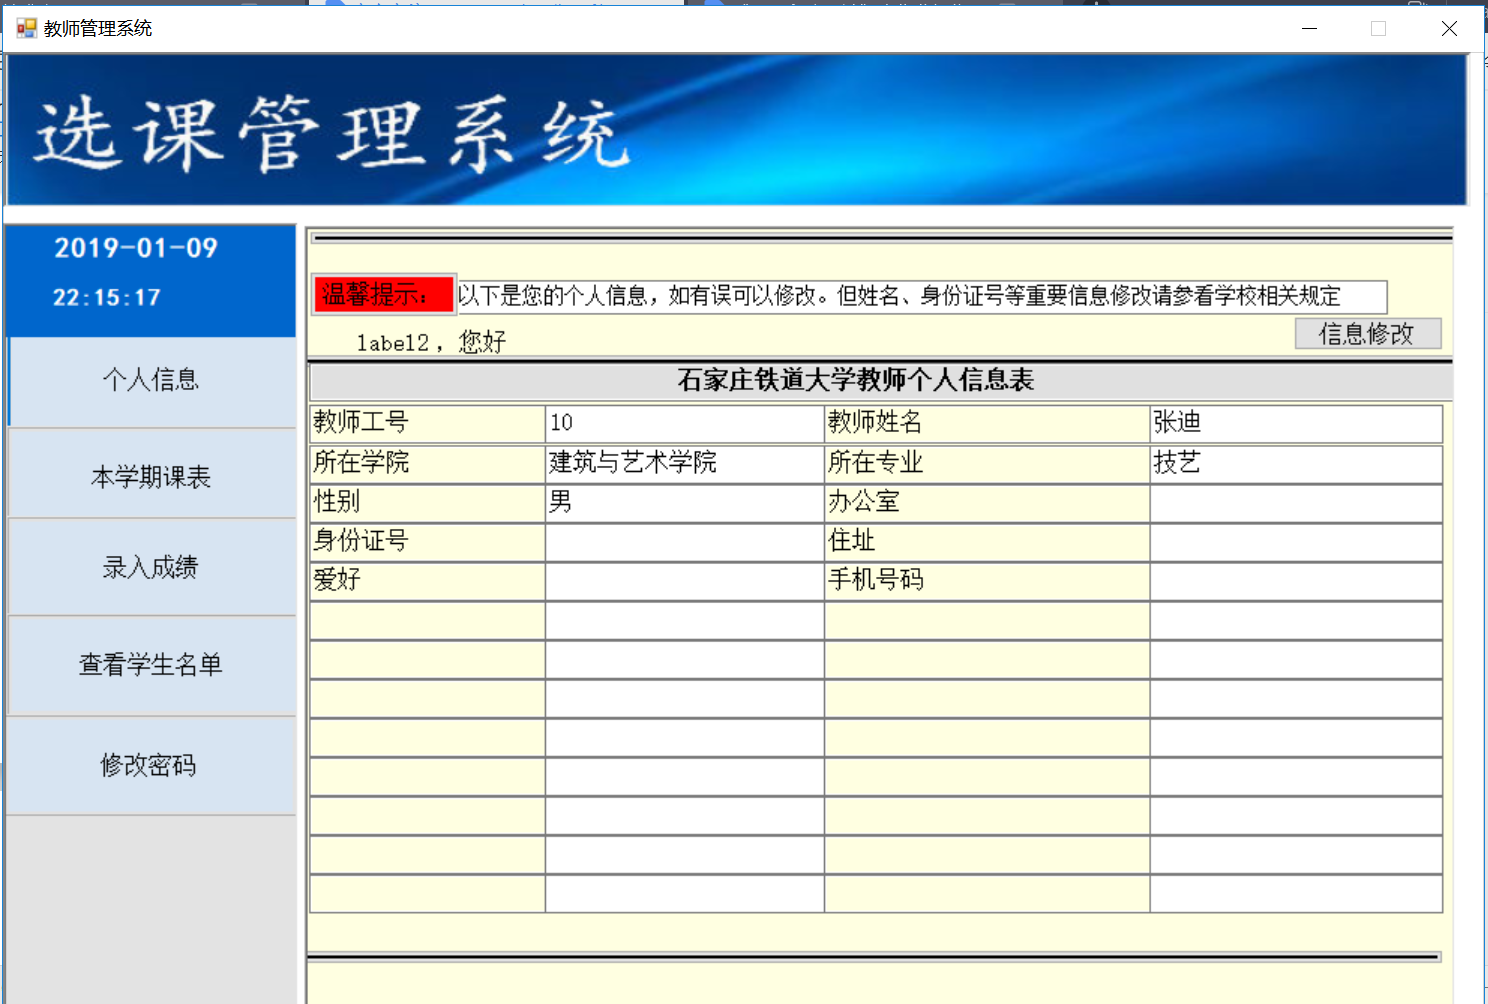 教师管理系统
选课管理系统
2019-01-09
22:15:17
个人信息
本学期课表
录入成绩
查看学生名单
修改密码
温馨提示： 以下是您的个人信息，如有误可以修改。但姓名、身份证号等重要信息修改请参看学校相关规定
label2，您好
信息修改
石家庄铁道大学教师个人信息表
教师工号 10 教师姓名 张迪
所在学院 建筑与艺术学院 所在专业 技艺
性别 男 办公室
身份证号 住址
爱好 手机号码